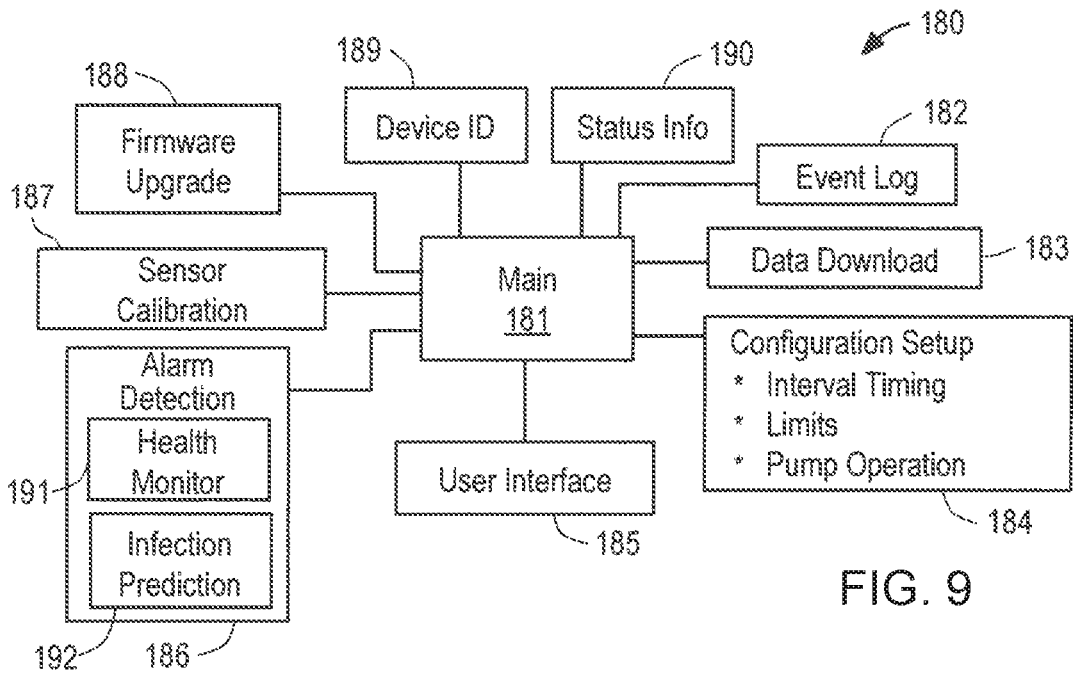 180
189
190
188
Device ID
Status Info
182
Firmware
Upgrade
Event Log
187
183
Sensor
Calibration
Main
181
Data Download
Alarm
Detection
Configuration Setup
* Interval Timing
* Limits
* Pump Operation
Health
Monitor
191
User Interface
184
Infection
Prediction
185
192
186
FIG. 9